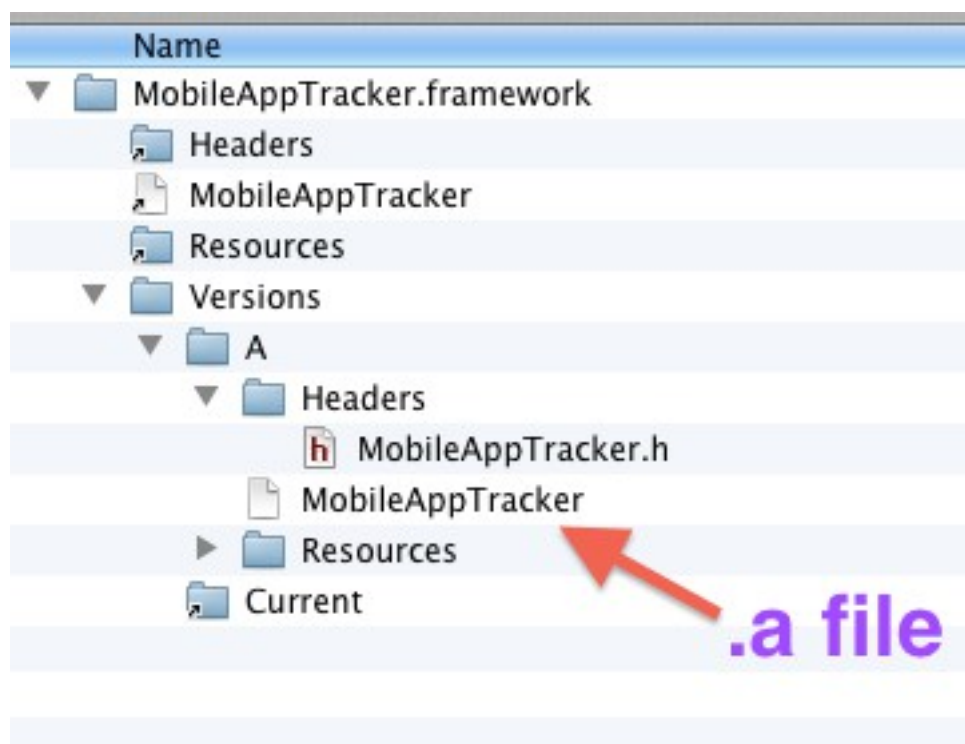 Name
MobileAppTracker.framework
Headers
MobileAppTracker
Resources
Versions
A
Headers
h MobileAppTracker.h
MobileAppTracker
Resources
Current
.a file